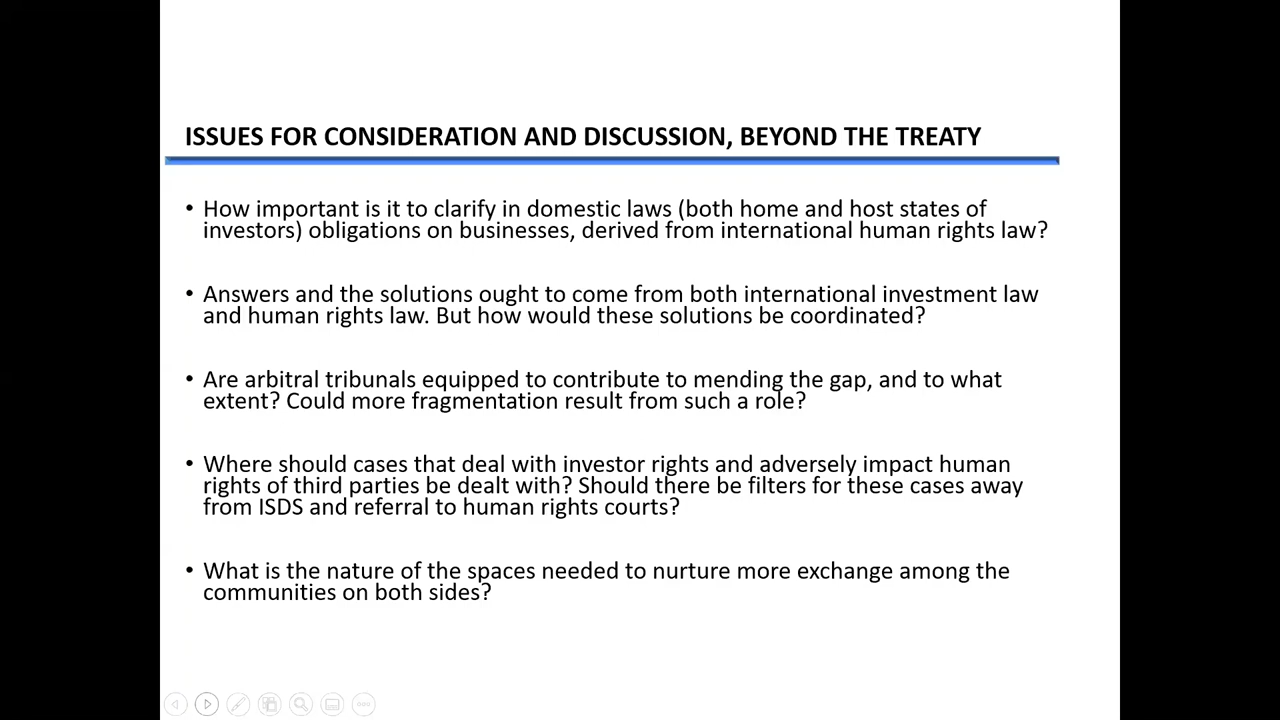 ISSUES FOR CONSIDERATION AND DISCUSSION, BEYOND THE TREATY
• How important is it to clarify in domestic laws (both home and host states of
investors) obligations on businesses, derived from international human rights law?
• Answers and the solutions ought to come from both international investment law
and human rights law. But how would these solutions be coordinated?
• Are arbitral tribunals equipped to contribute to mending the gap, and to what
extent? Could more fragmentation result from such a role?
• Where should cases that deal with investor rights and adversely impact human
rights of third parties be dealt with? Should there be filters for these cases away
from ISDS and referral to human rights courts?
• What is the nature of the spaces needed to nurture more exchange among the
communities on both sides?